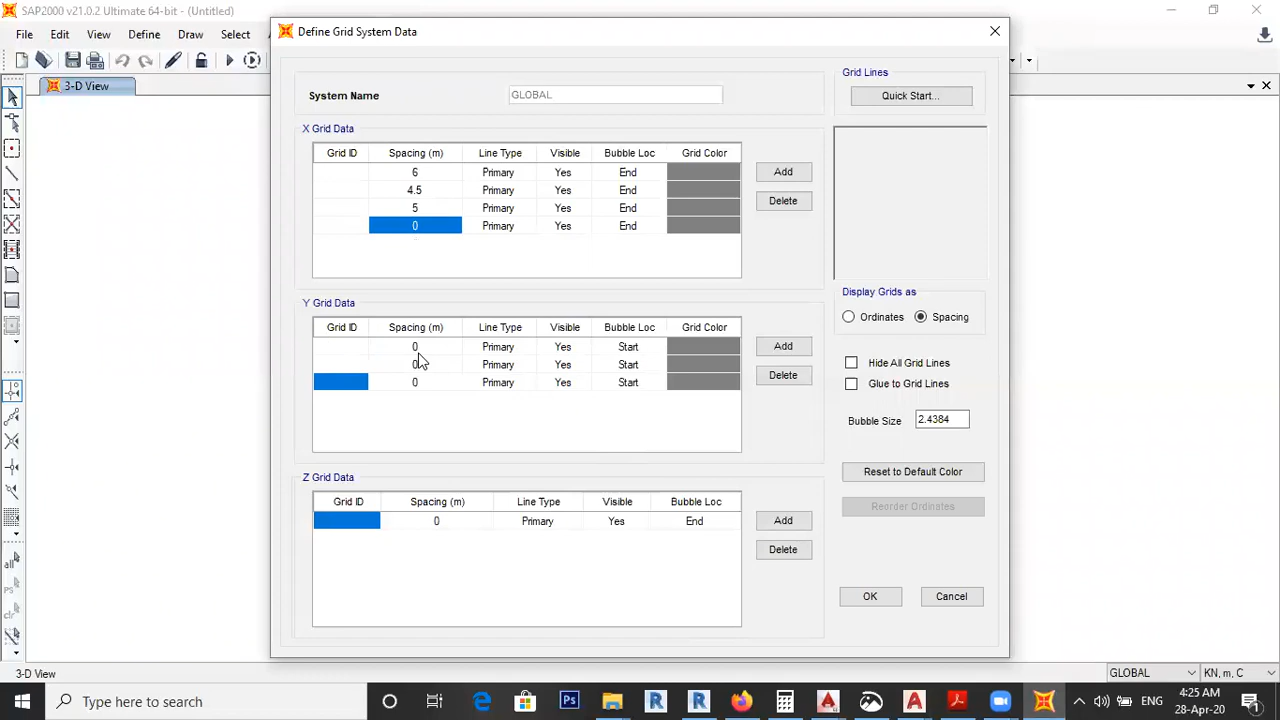 SAP2000 v21.0.2 Ultimate 64-bit - (Untitled)
File Edit View Define Draw Select
3-D View
Define Grid System Data
System Name GLOBAL
Grid Lines
Quick Start...
X Grid Data
Grid ID Spacing (m) Line Type Visible Bubble Loc Grid Color
6 Primary Yes End
4.5 Primary Yes End
5 Primary Yes End
0 Primary Yes End
Add
Delete
Y Grid Data
Grid ID Spacing (m) Line Type Visible Bubble Loc Grid Color
0 Primary Yes Start
0 Primary Yes Start
0 Primary Yes Start
Add
Delete
Display Grids as
Ordinates Spacing
Hide All Grid Lines
Glue to Grid Lines
Bubble Size 2.4384
Reset to Default Color
Reorder Ordinates
Z Grid Data
Grid ID Spacing (m) Line Type Visible Bubble Loc
0 Primary Yes End
Add
Delete
OK Cancel
all
PS
clr
3-D View GLOBAL KN, m, C
Type here to search
ENG
4:25 AM
28-Apr-20